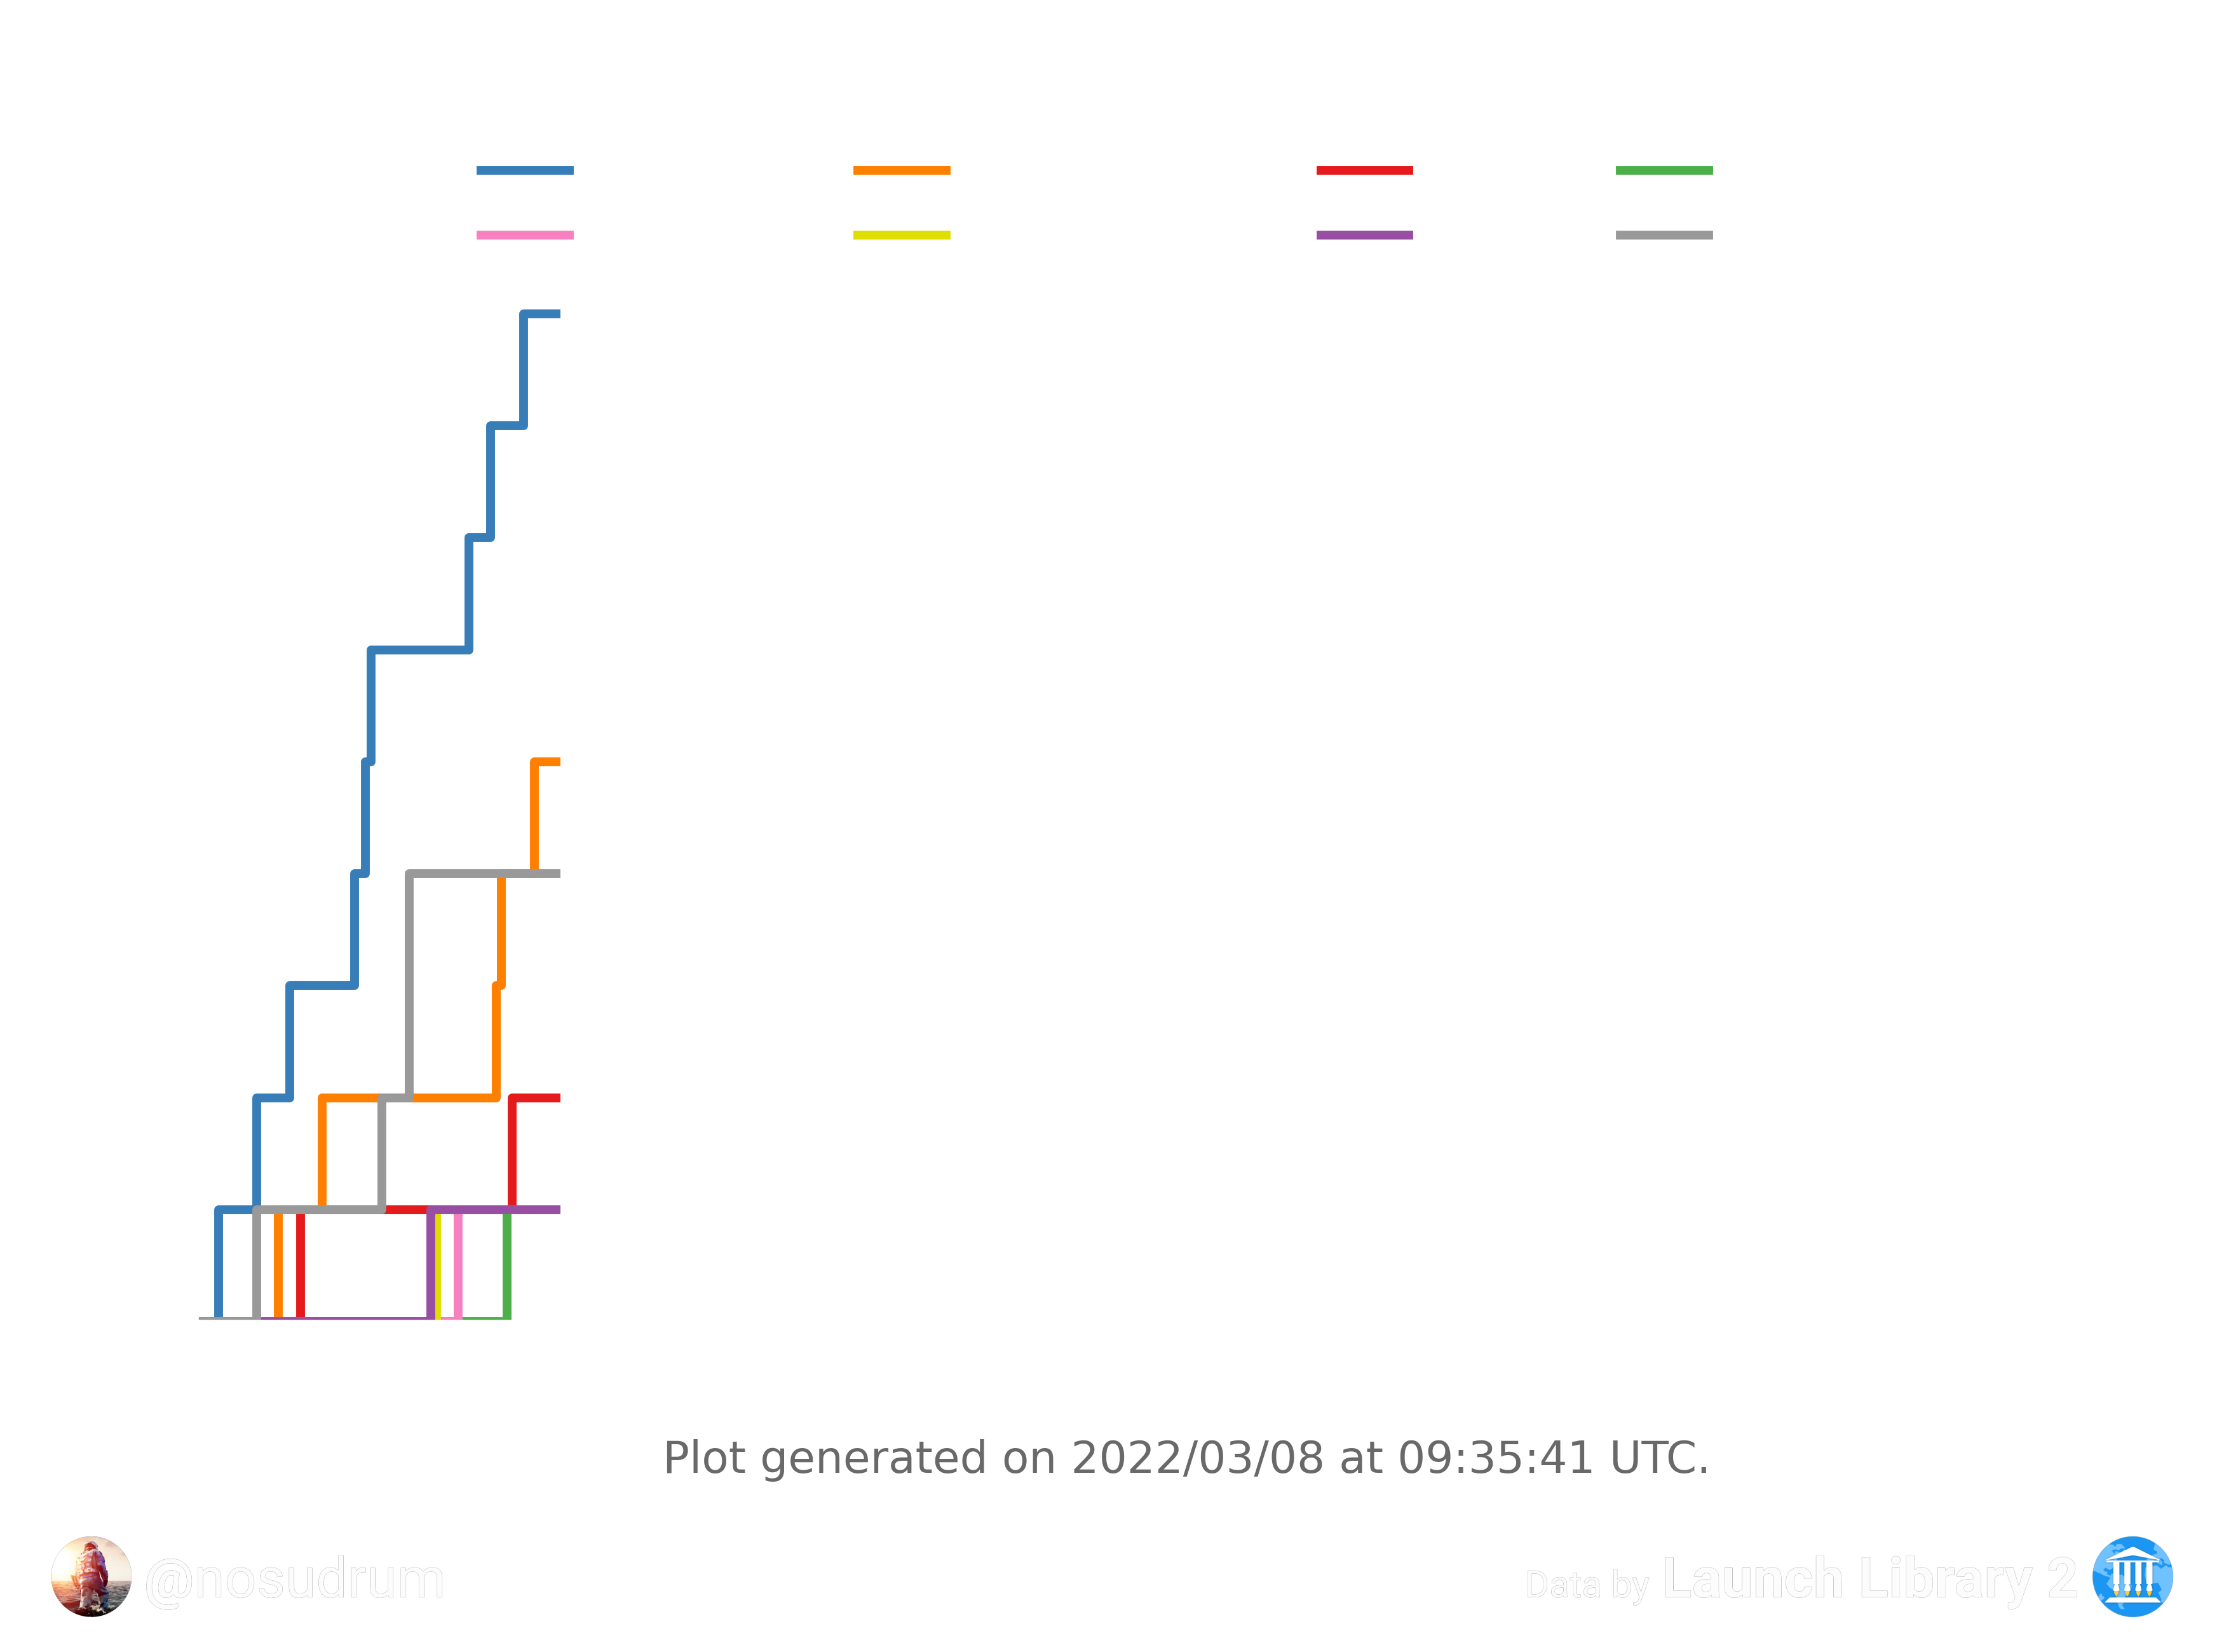 Plot generated on 2022/03/08 at 09:35:41 UTC.
@nosudrum
Data by Launch Library 2